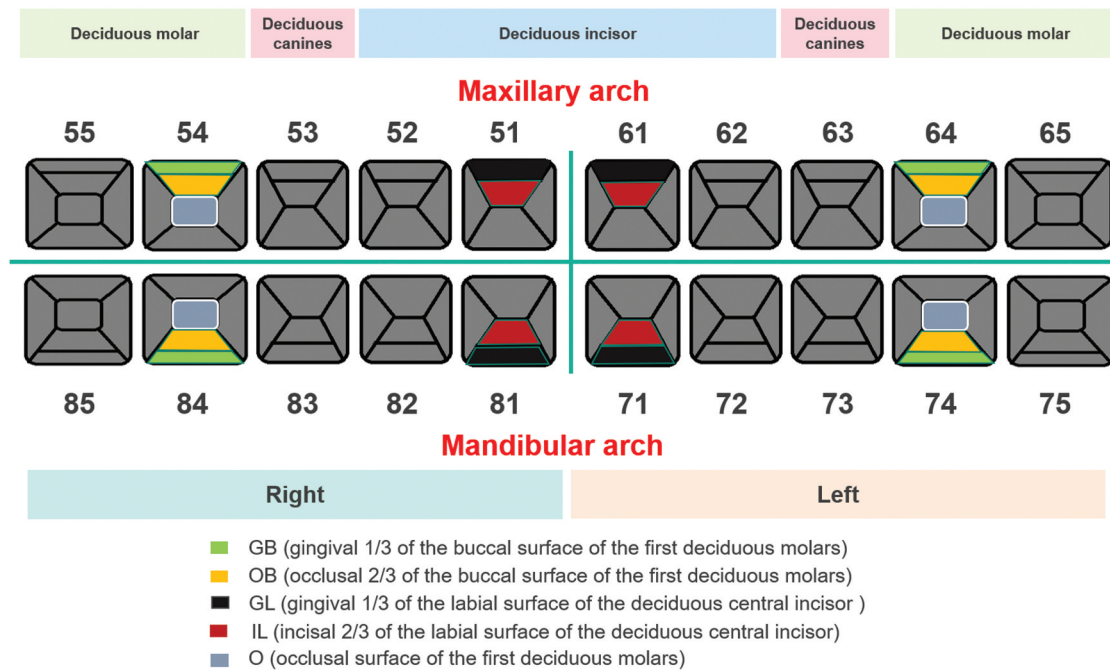 Deciduous molar
Deciduous
canines
Deciduous incisor
Deciduous
canines
Deciduous molar
Maxillary arch
55 54 53 52 51 61 62 63 64 65
85 84 83 82 81 71 72 73 74 75
Mandibular arch
Right
Left
GB (gingival 1/3 of the buccal surface of the first deciduous molars)
OB (occlusal 2/3 of the buccal surface of the first deciduous molars)
GL (gingival 1/3 of the labial surface of the deciduous central incisor )
IL (incisal 2/3 of the labial surface of the deciduous central incisor)
O (occlusal surface of the first deciduous molars)